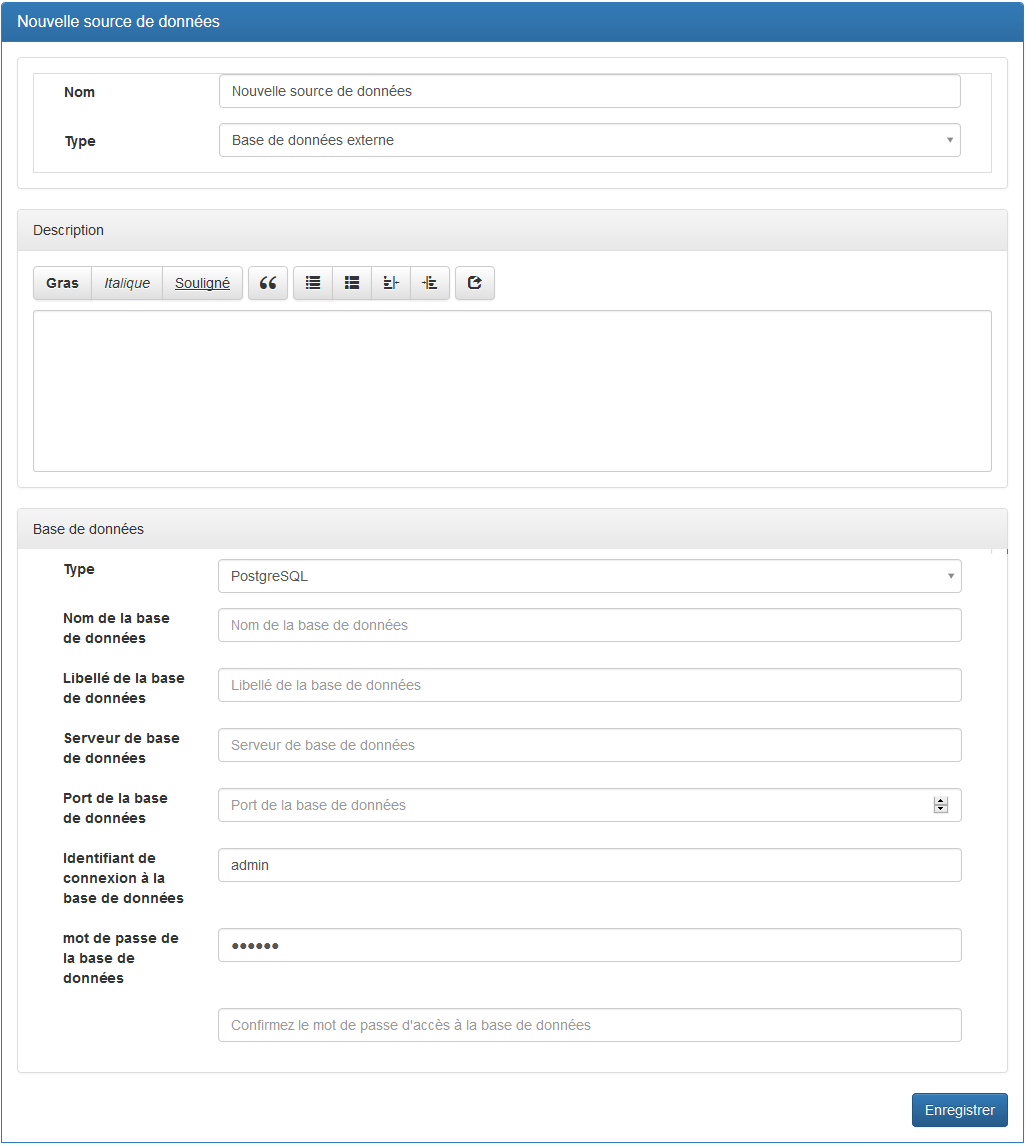 Nouvelle source de données
Nom
Nouvelle source de données
Type
Base de données externe
Description
Gras Italique Souligné
Base de données
Type
PostgreSQL
Nom de la base
de données
Nom de la base de données
Libellé de la base
de données
Libellé de la base de données
Serveur de base
de données
Serveur de base de données
Port de la base
de données
Port de la base de données
Identifiant de
connexion à la
base de données
admin
mot de passe de
la base de
données
●●●●●●
Confirmez le mot de passe d'accès à la base de données
Enregistrer